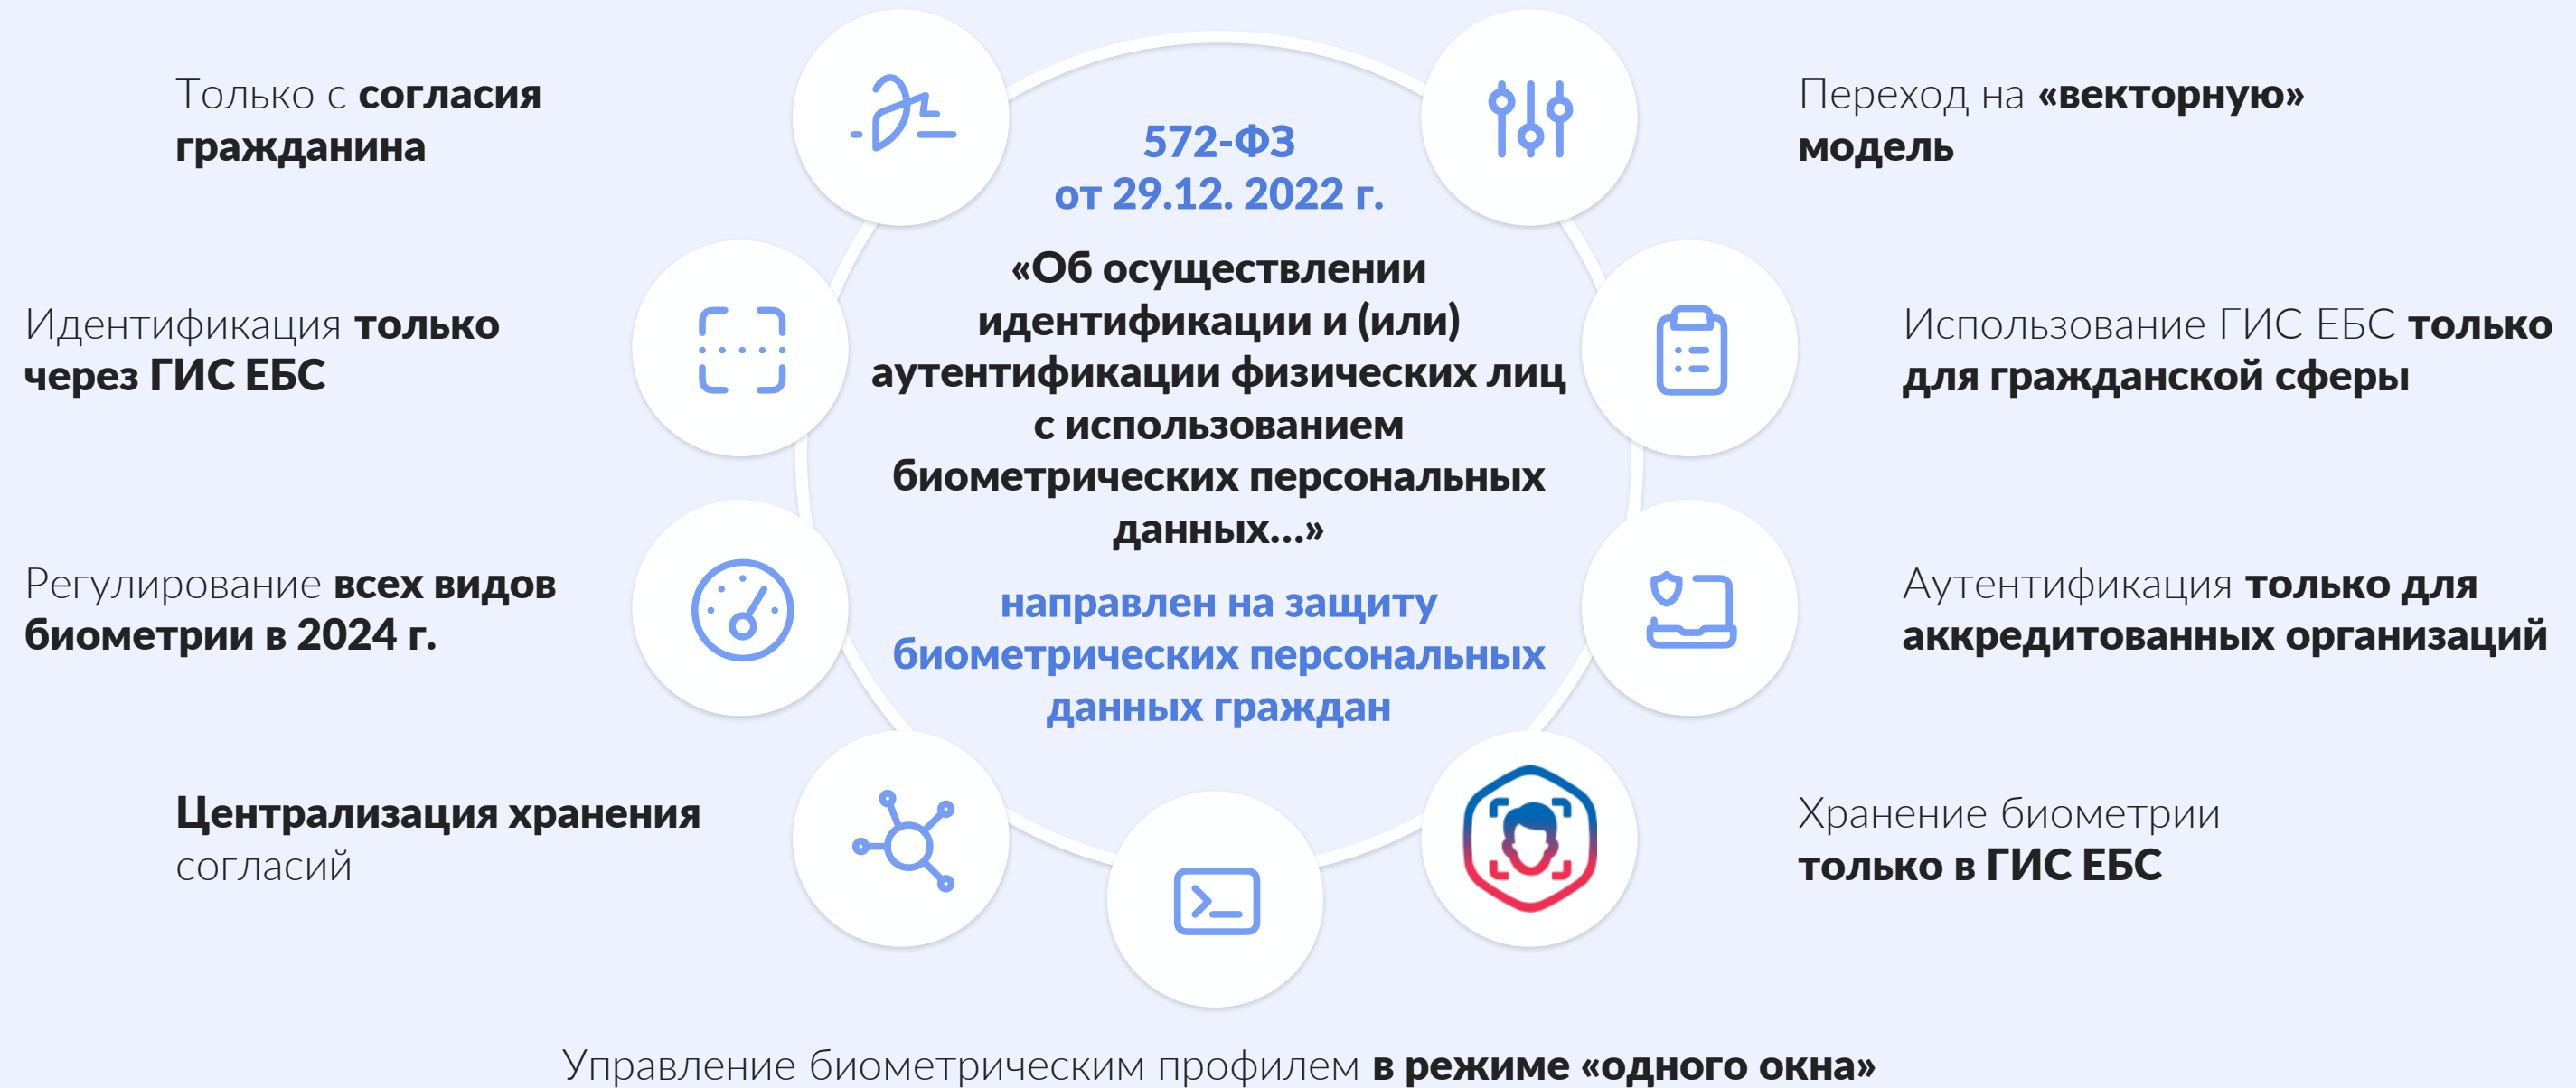 Только с согласия
гражданина
Идентификация только
через ГИС ЕБС
Регулирование всех видов
биометрии в 2024 г.
Централизация хранения
согласий
572-ФЗ
от 29.12. 2022 г.
«Об осуществлении
идентификации и (или)
аутентификации физических лиц
с использованием
биометрических персональных
данных...»
направлен на защиту
биометрических персональных
данных граждан
Переход на «векторную»
модель
Использование ГИС ЕБС только
для гражданской сферы
Аутентификация только для
аккредитованных организаций
Хранение биометрии
только в ГИС ЕБС
Управление биометрическим профилем в режиме «одного окна»